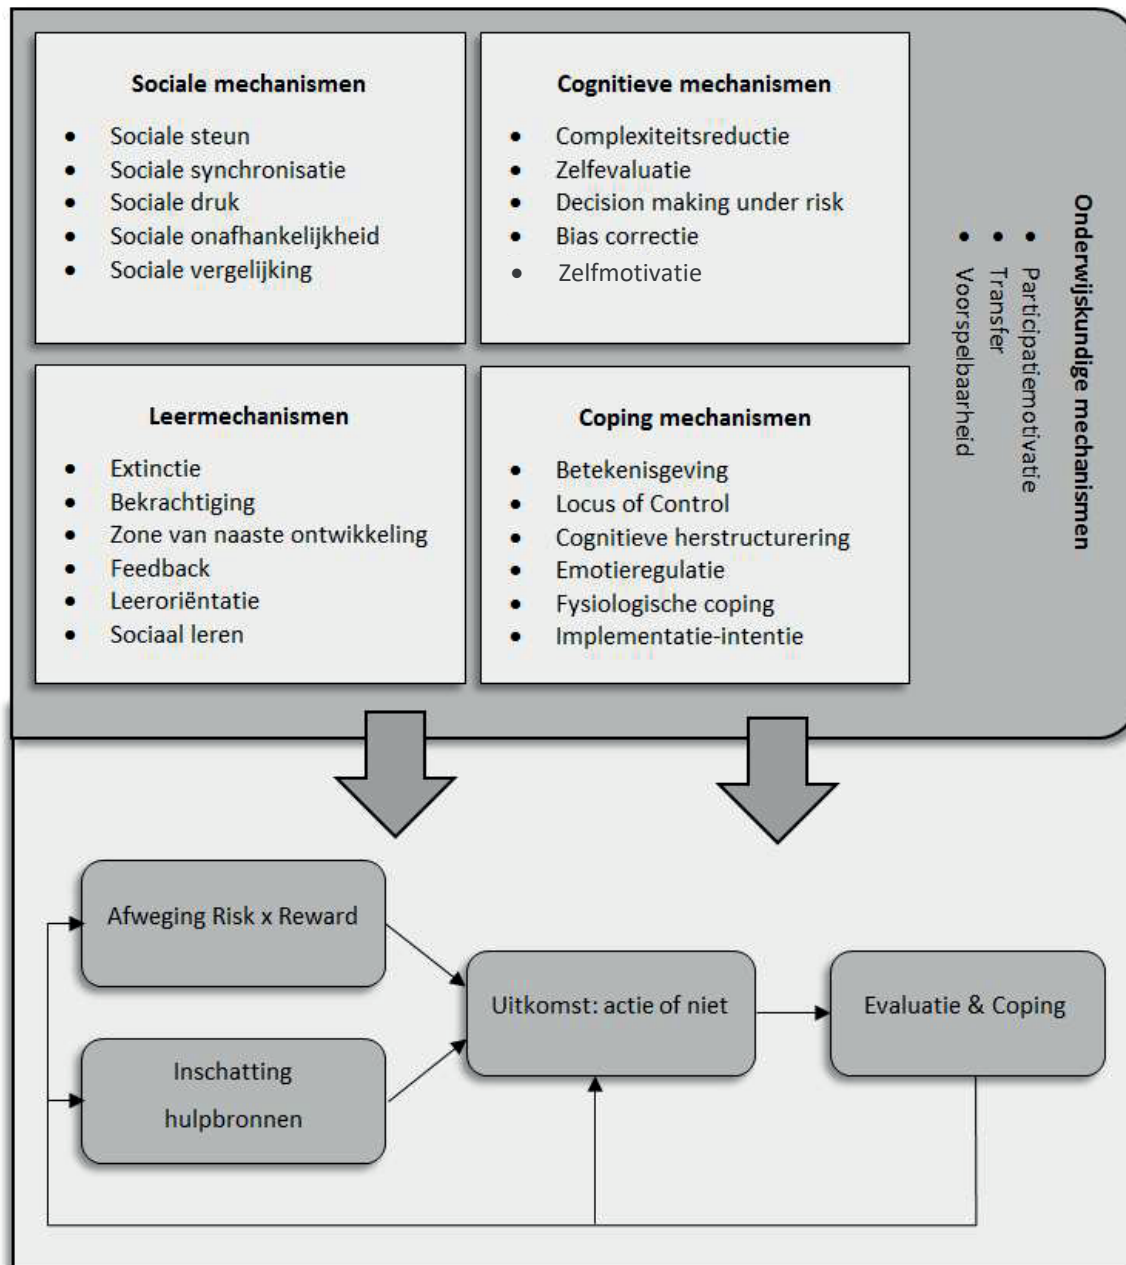 Sociale mechanismen
• Sociale steun
• Sociale synchronisatie
• Sociale druk
• Sociale onafhankelijkheid
• Sociale vergelijking
Cognitieve mechanismen
• Complexiteitsreductie
• Zelfevaluatie
• Decision making under risk
• Bias correctie
• Zelfmotivatie
Leermechanismen
• Extinctie
• Bekrachtiging
• Zone van naaste ontwikkeling
• Feedback
• Leeroriëntatie
• Sociaal leren
Coping mechanismen
• Betekenisgeving
• Locus of Control
• Cognitieve herstructurering
• Emotieregulatie
• Fysiologische coping
• Implementatie-intentie
Onderwijskundige mechanismen
• Participatiemotivatie
• Transfer
• Voorspelbaarheid
Afweging Risk x Reward
Inschatting
hulpbronnen
Uitkomst: actie of niet
Evaluatie & Coping